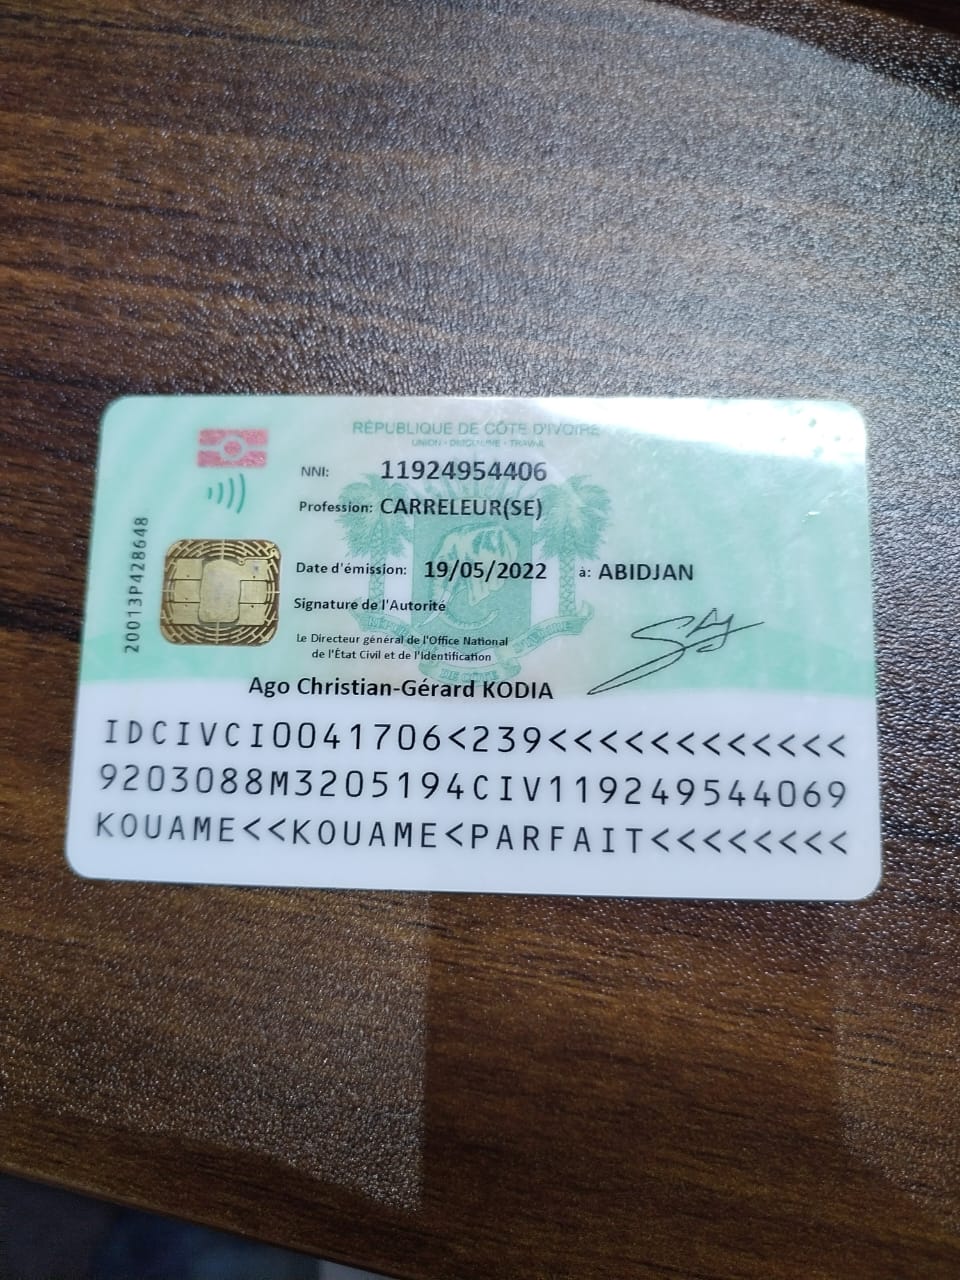 RÉPUBLIQUE DE CÔTE D'IVOIRE
UNION - DISCIPLINE - TRAVAIL
NNI: 11924954406
Profession: CARRELEUR(SE)
20013P428648
Date d'émission: 19/05/2022 à: ABIDJAN
Signature de l'Autorité
Le Directeur général de l'Office National
de l'État Civil et de l'Identification
Ago Christian-Gérard KODIA
IDCIVCI0041706<239<<<<<<<<<<<<<
9203088M3205194CIV119249544069
KOUAME<<KOUAME<PARFAIT<<<<<<<<